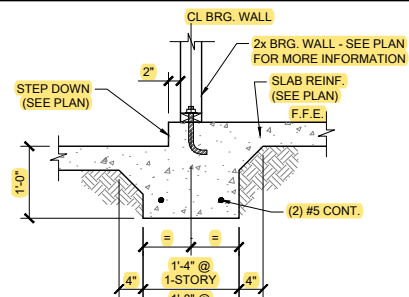 CL BRG. WALL
2"
2x BRG. WALL - SEE PLAN
FOR MORE INFORMATION
STEP DOWN
(SEE PLAN)
SLAB REINF.
(SEE PLAN)
F.F.E.
1'-0"
(2) #5 CONT.
= =
4"
1'-4" @
1-STORY
4"